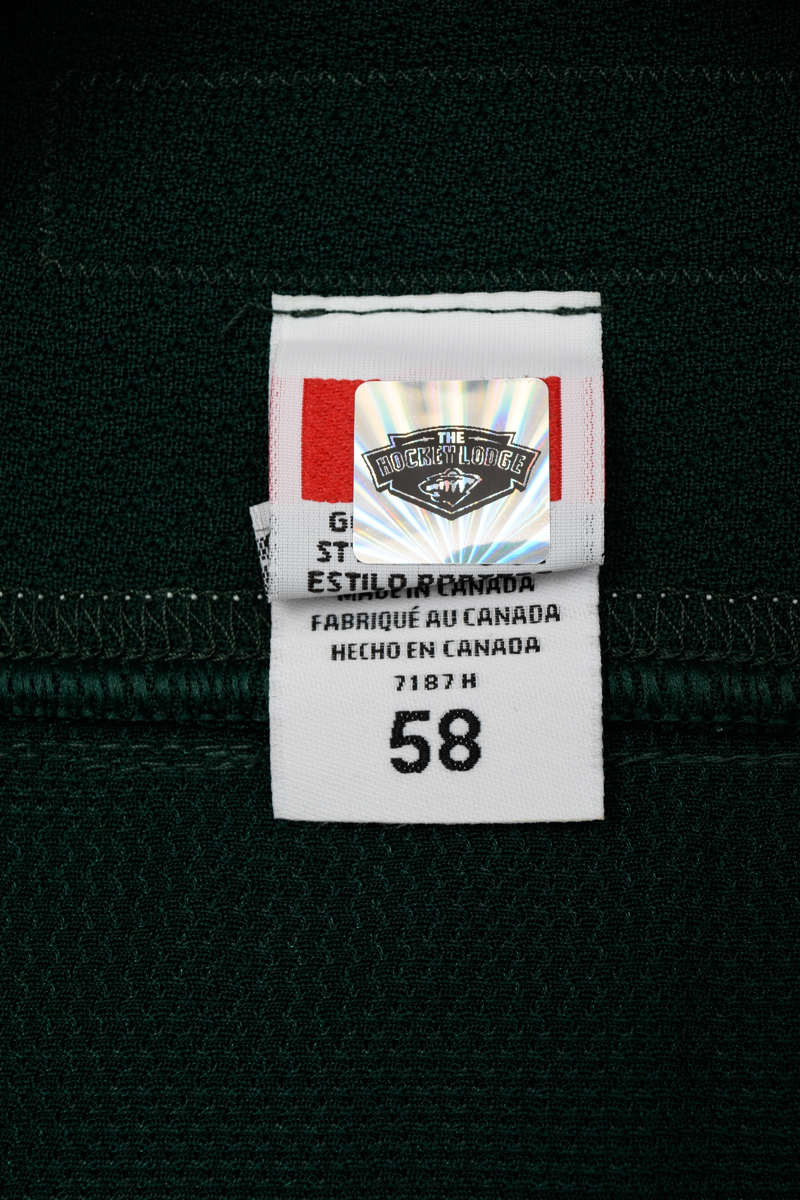 THE
HOCKEY LODGE
ESTILO
MADE IN CANADA
FABRIQUÉ AU CANADA
HECHO EN CANADA
7187 H
58